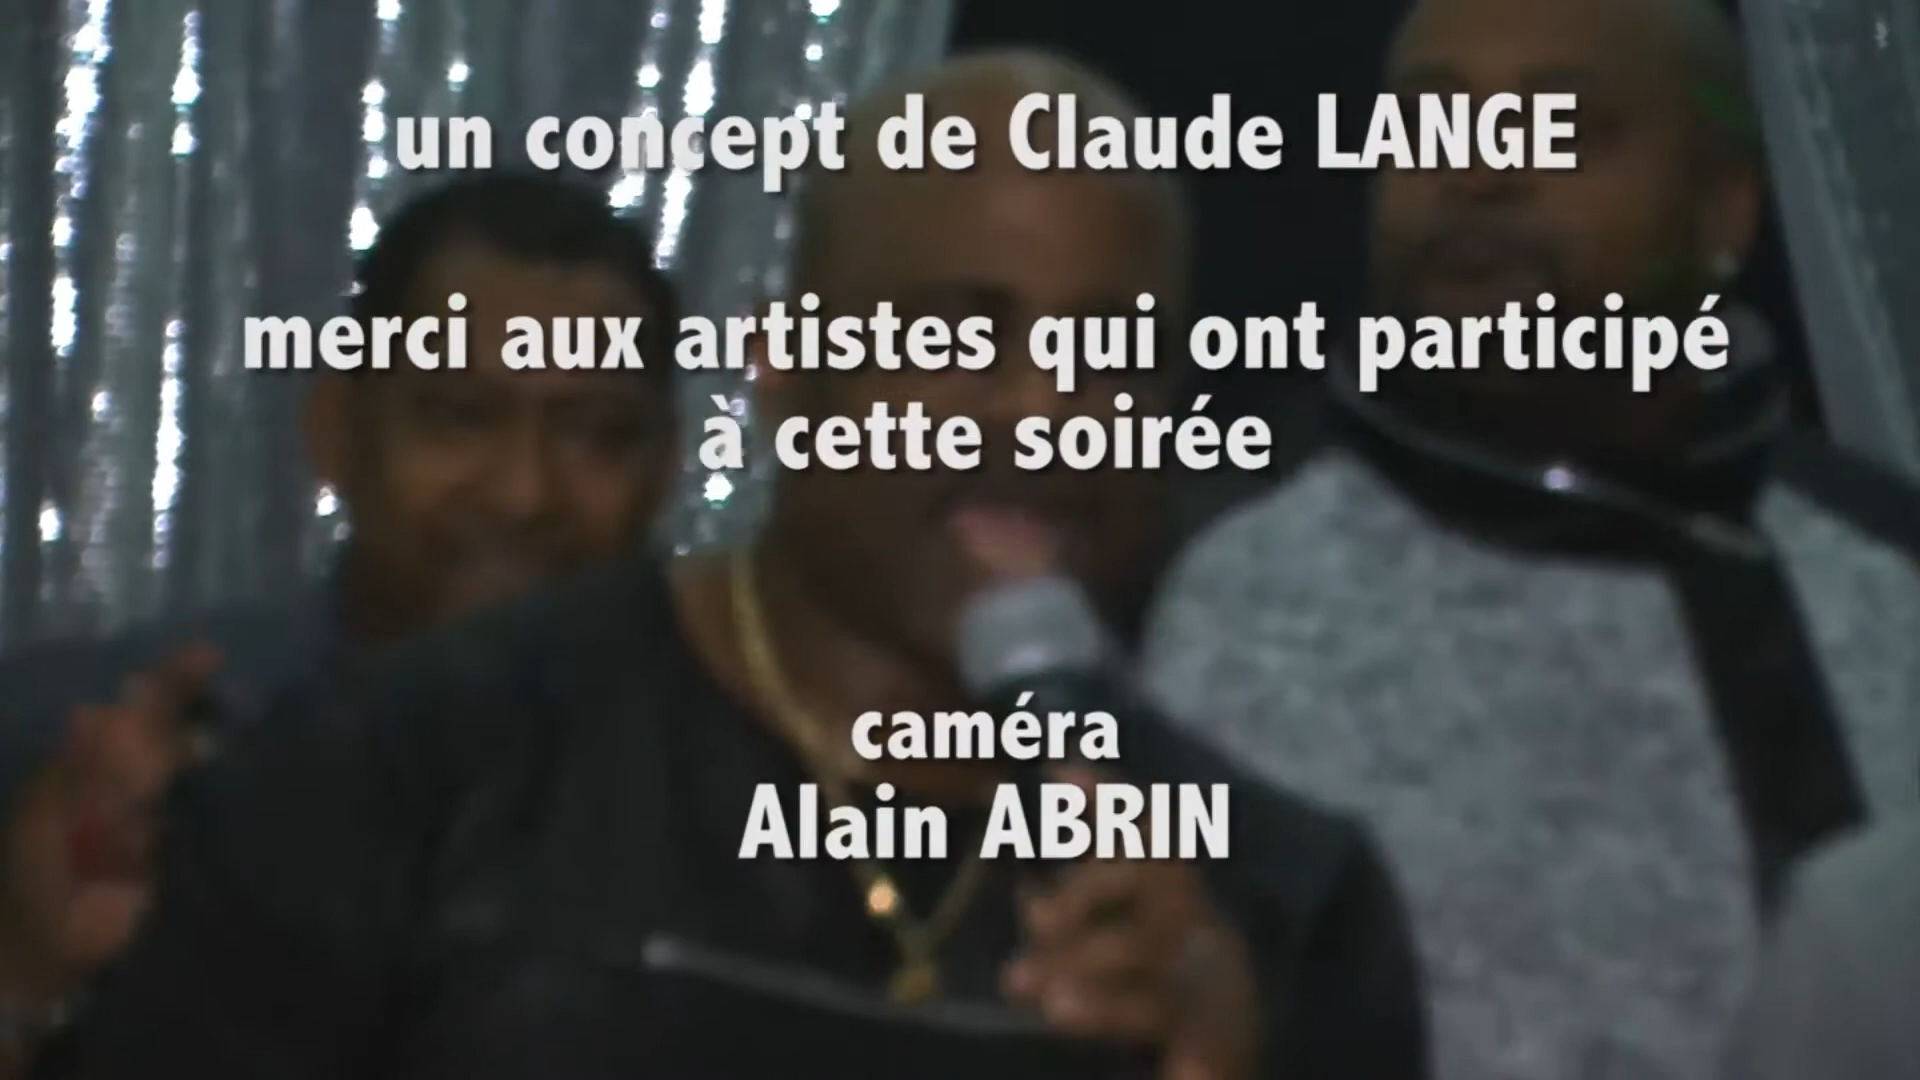 un concept de Claude LANGE
merci aux artistes qui ont participé
à cette soirée
caméra
Alain ABRIN